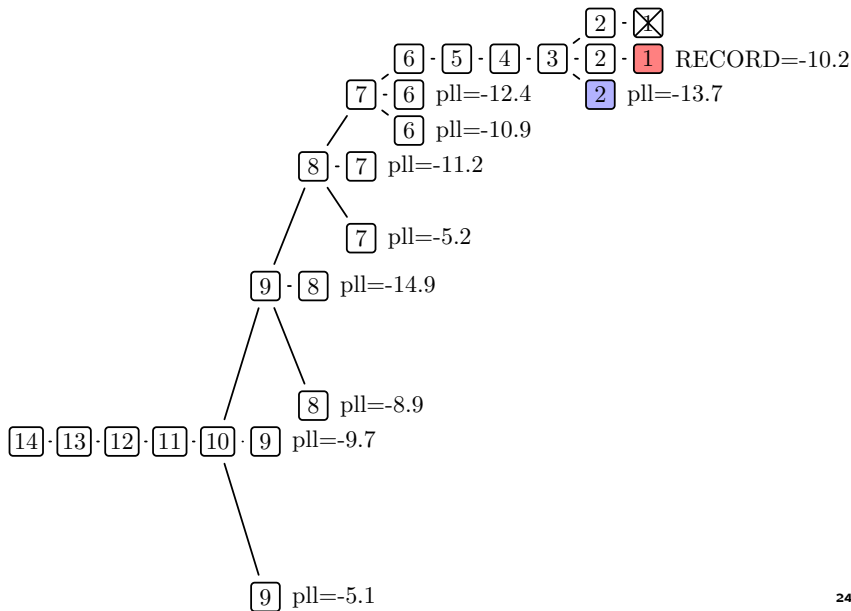 2 1
6 5 4 3 2 1 RECORD=-10.2
7 6 pll=-12.4 2 pll=-13.7
6 pll=-10.9
8 7 pll=-11.2
7 pll=-5.2
9 8 pll=-14.9
8 pll=-8.9
14 13 12 11 10 9 pll=-9.7
9 pll=-5.1
24